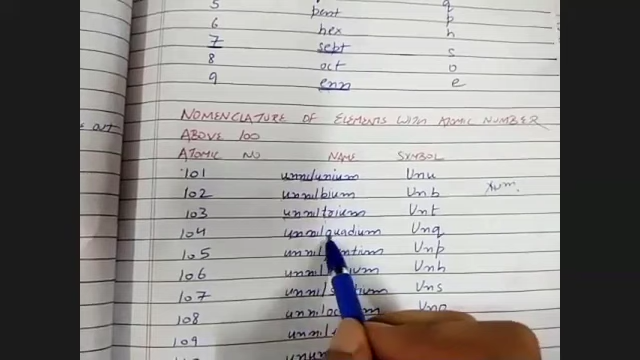 5 pent p
6 hex h
7 sept s
8 oct o
9 enn e
NOMENCLATURE OF ELEMENTS WITH ATOMIC NUMBER
ABOVE 100
ATOMIC NO NAME SYMBOL
101 unnilunium Unu
102 unnilbium Unb
103 unniltrium Unt
104 unnilquadium Unq
105 Unp
106 Unh
107 Uns
108 Uno
109